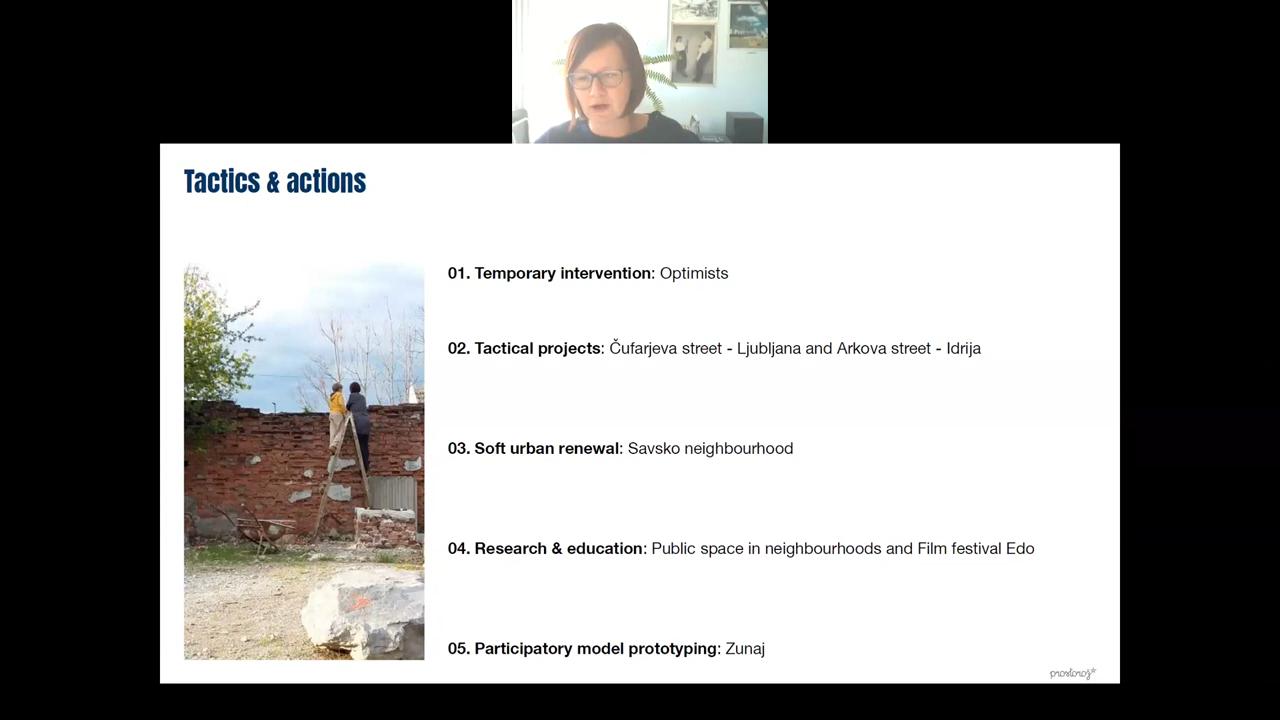 Tactics & actions
01. Temporary intervention: Optimists
02. Tactical projects: Čufarjeva street - Ljubljana and Arkova street - Idrija
03. Soft urban renewal: Savsko neighbourhood
04. Research & education: Public space in neighbourhoods and Film festival Edo
05. Participatory model prototyping: Zunaj
prostorož*